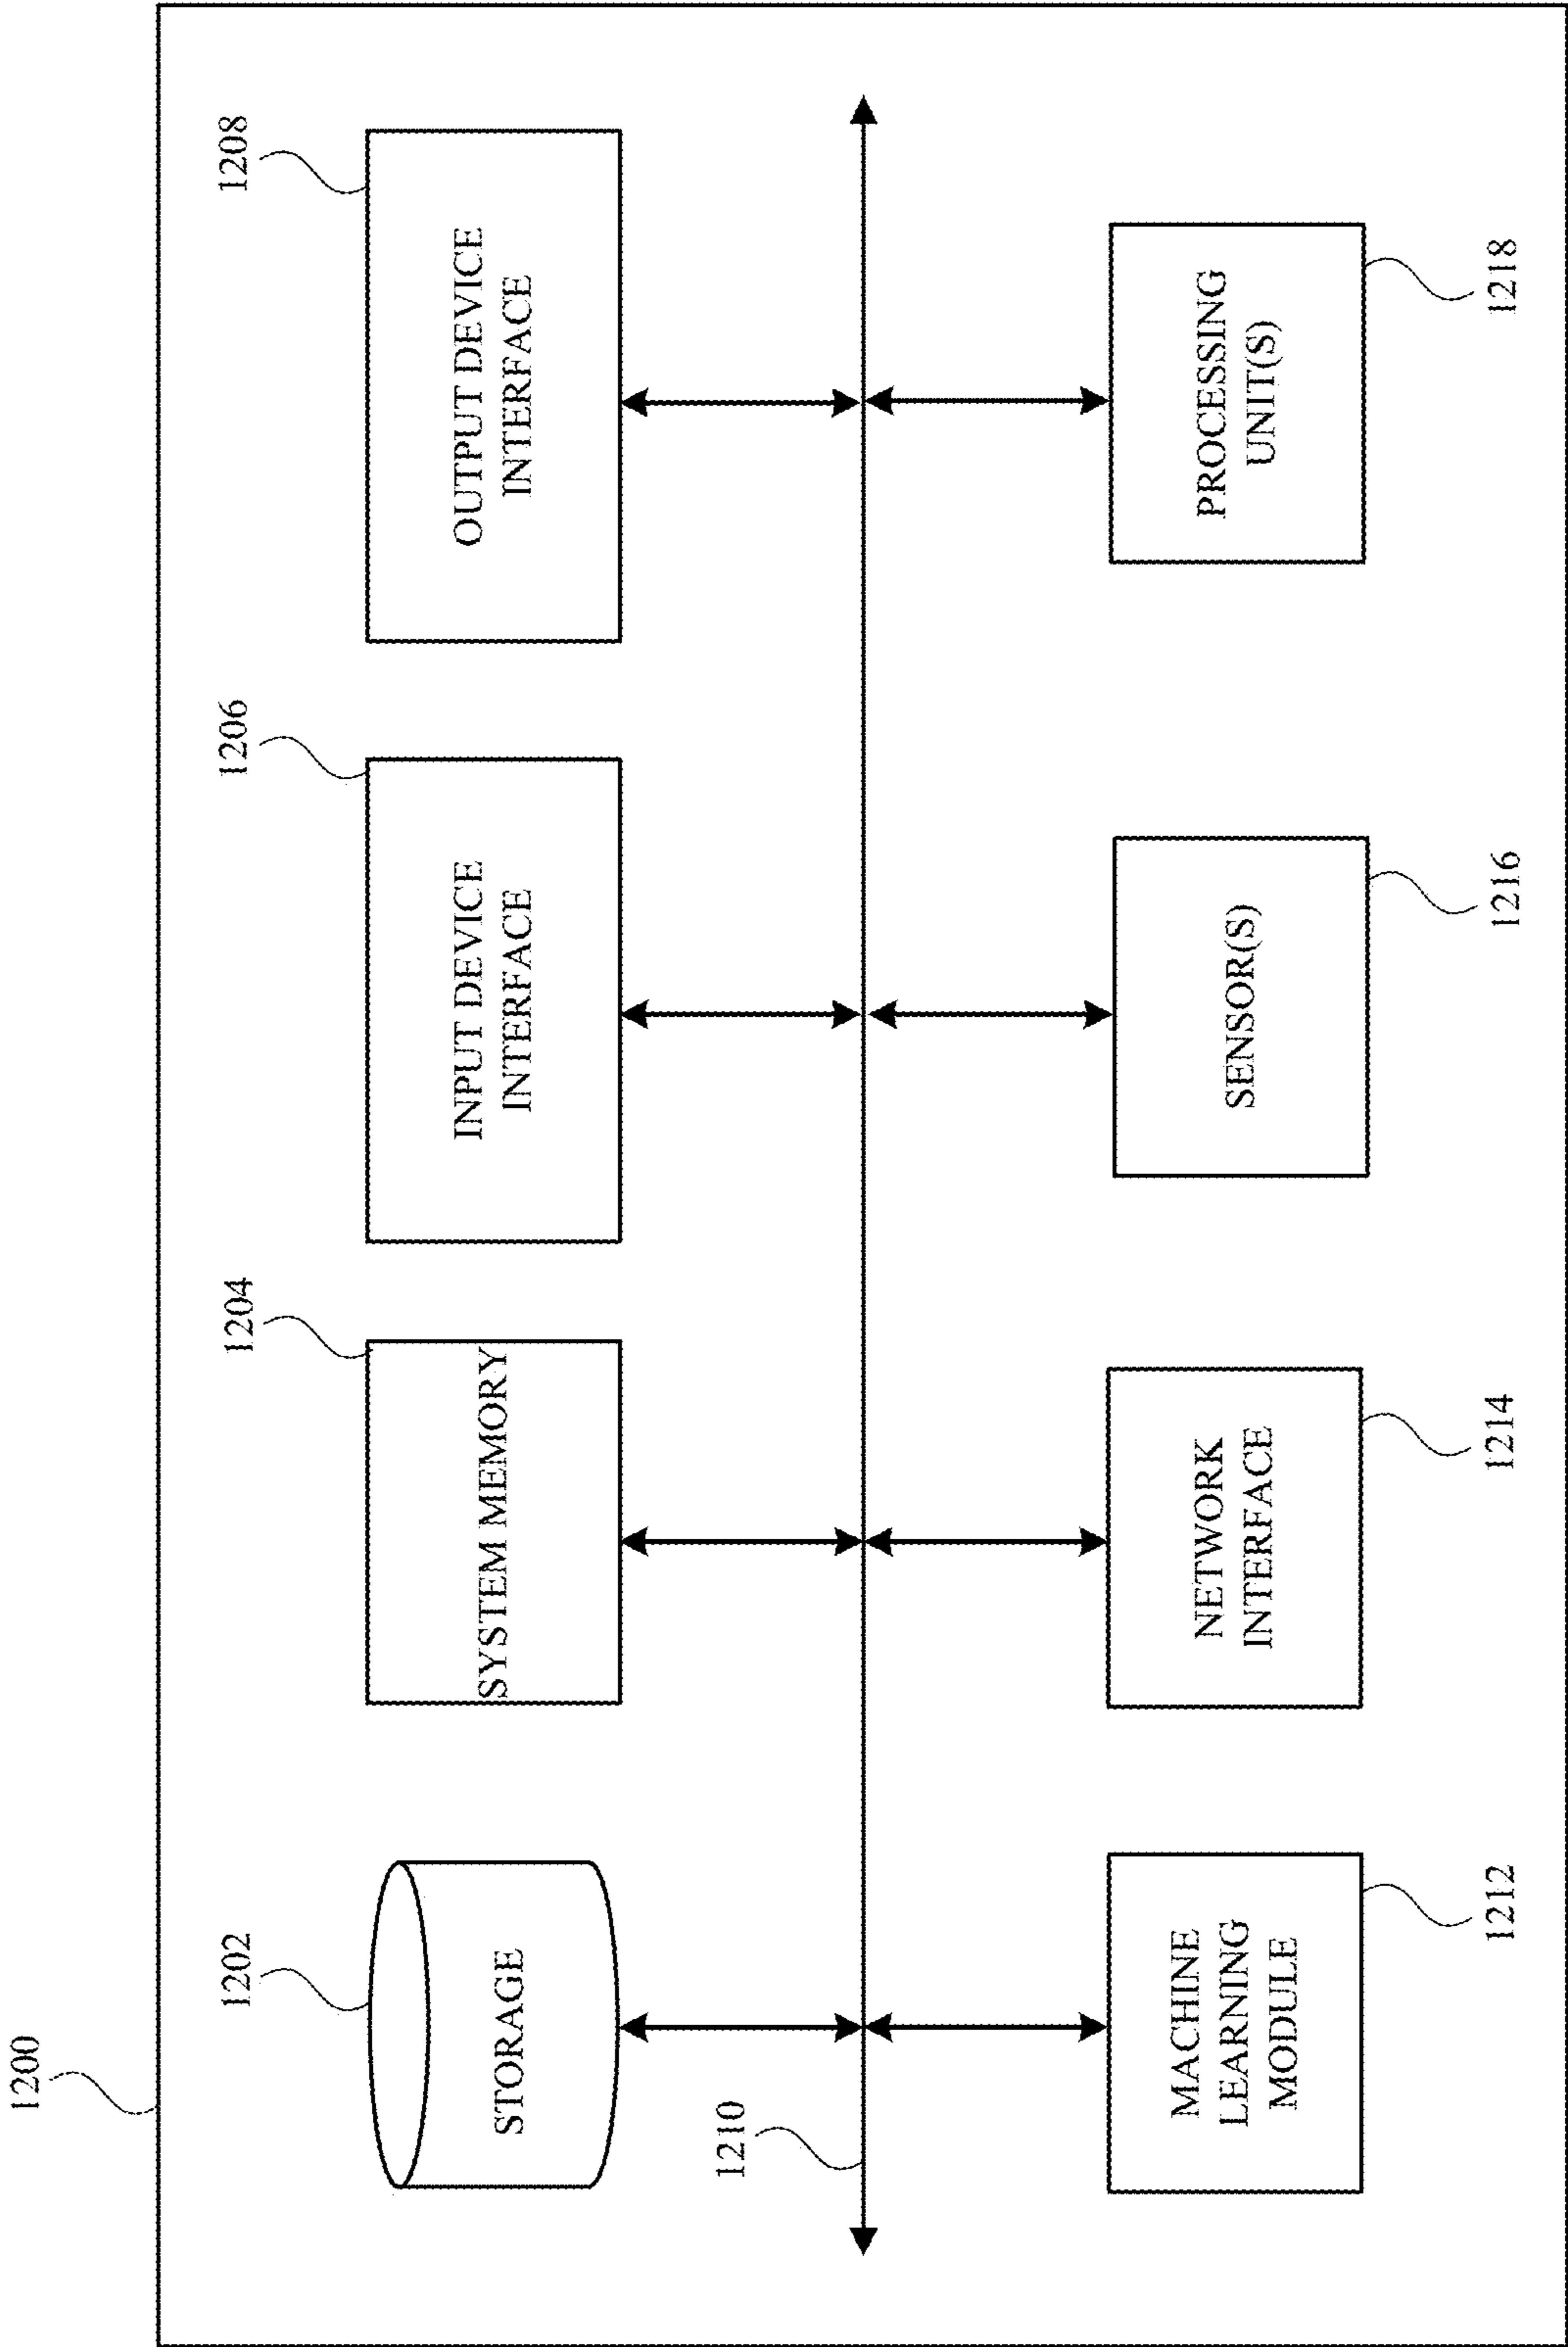 1200
1202
STORAGE
1204
SYSTEM MEMORY
1206
INPUT DEVICE
INTERFACE
1208
OUTPUT DEVICE
INTERFACE
1210
MACHINE
LEARNING
MODULE
1212
NETWORK
INTERFACE
1214
SENSOR(S)
1216
PROCESSING
UNIT(S)
1218